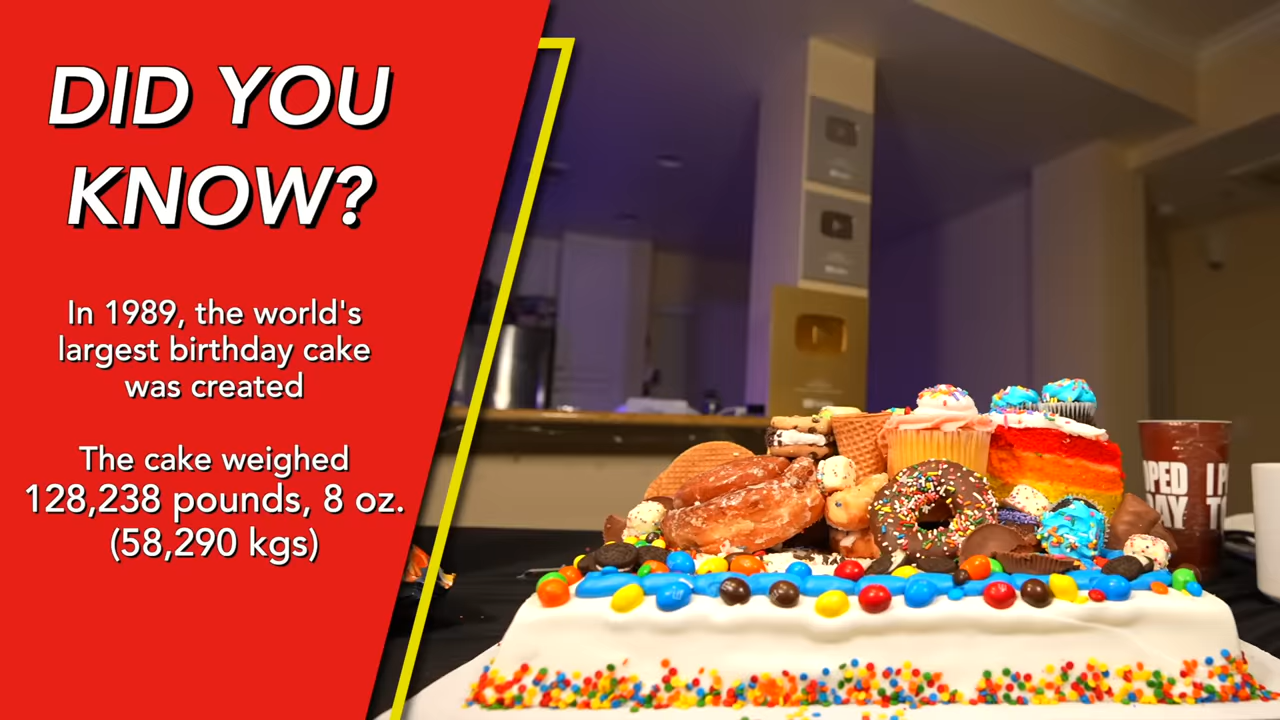 DID YOU
KNOW?
In 1989, the world's
largest birthday cake
was created
The cake weighed
128,238 pounds, 8 oz.
(58,290 kgs)